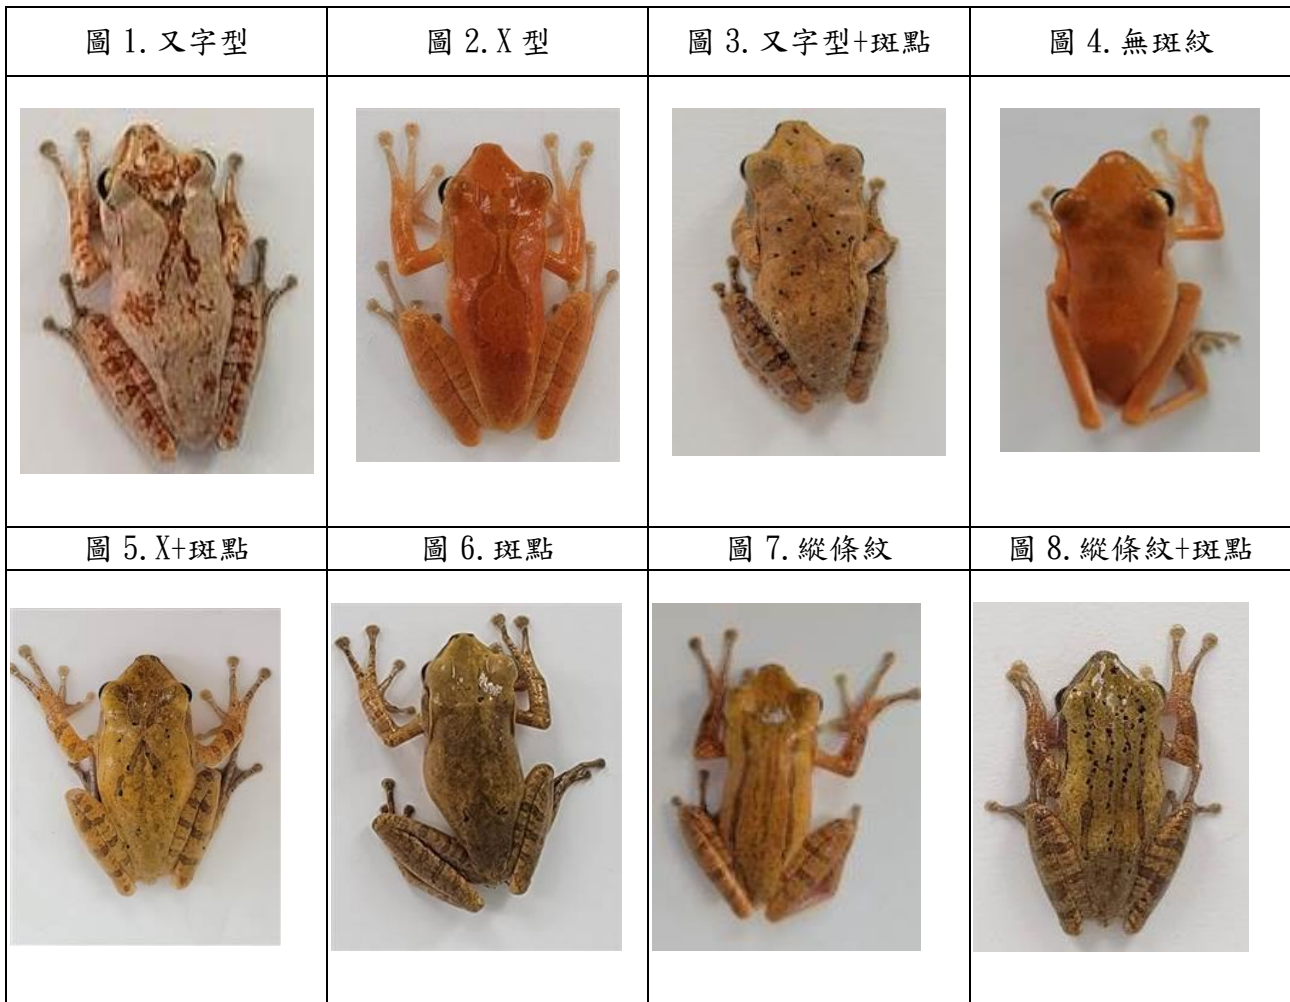 圖 1. 又字型
圖 2. X 型
圖 3. 又字型+斑點
圖 4. 無斑紋
圖 5. X+斑點
圖 6. 斑點
圖 7. 縱條紋
圖 8. 縱條紋+斑點